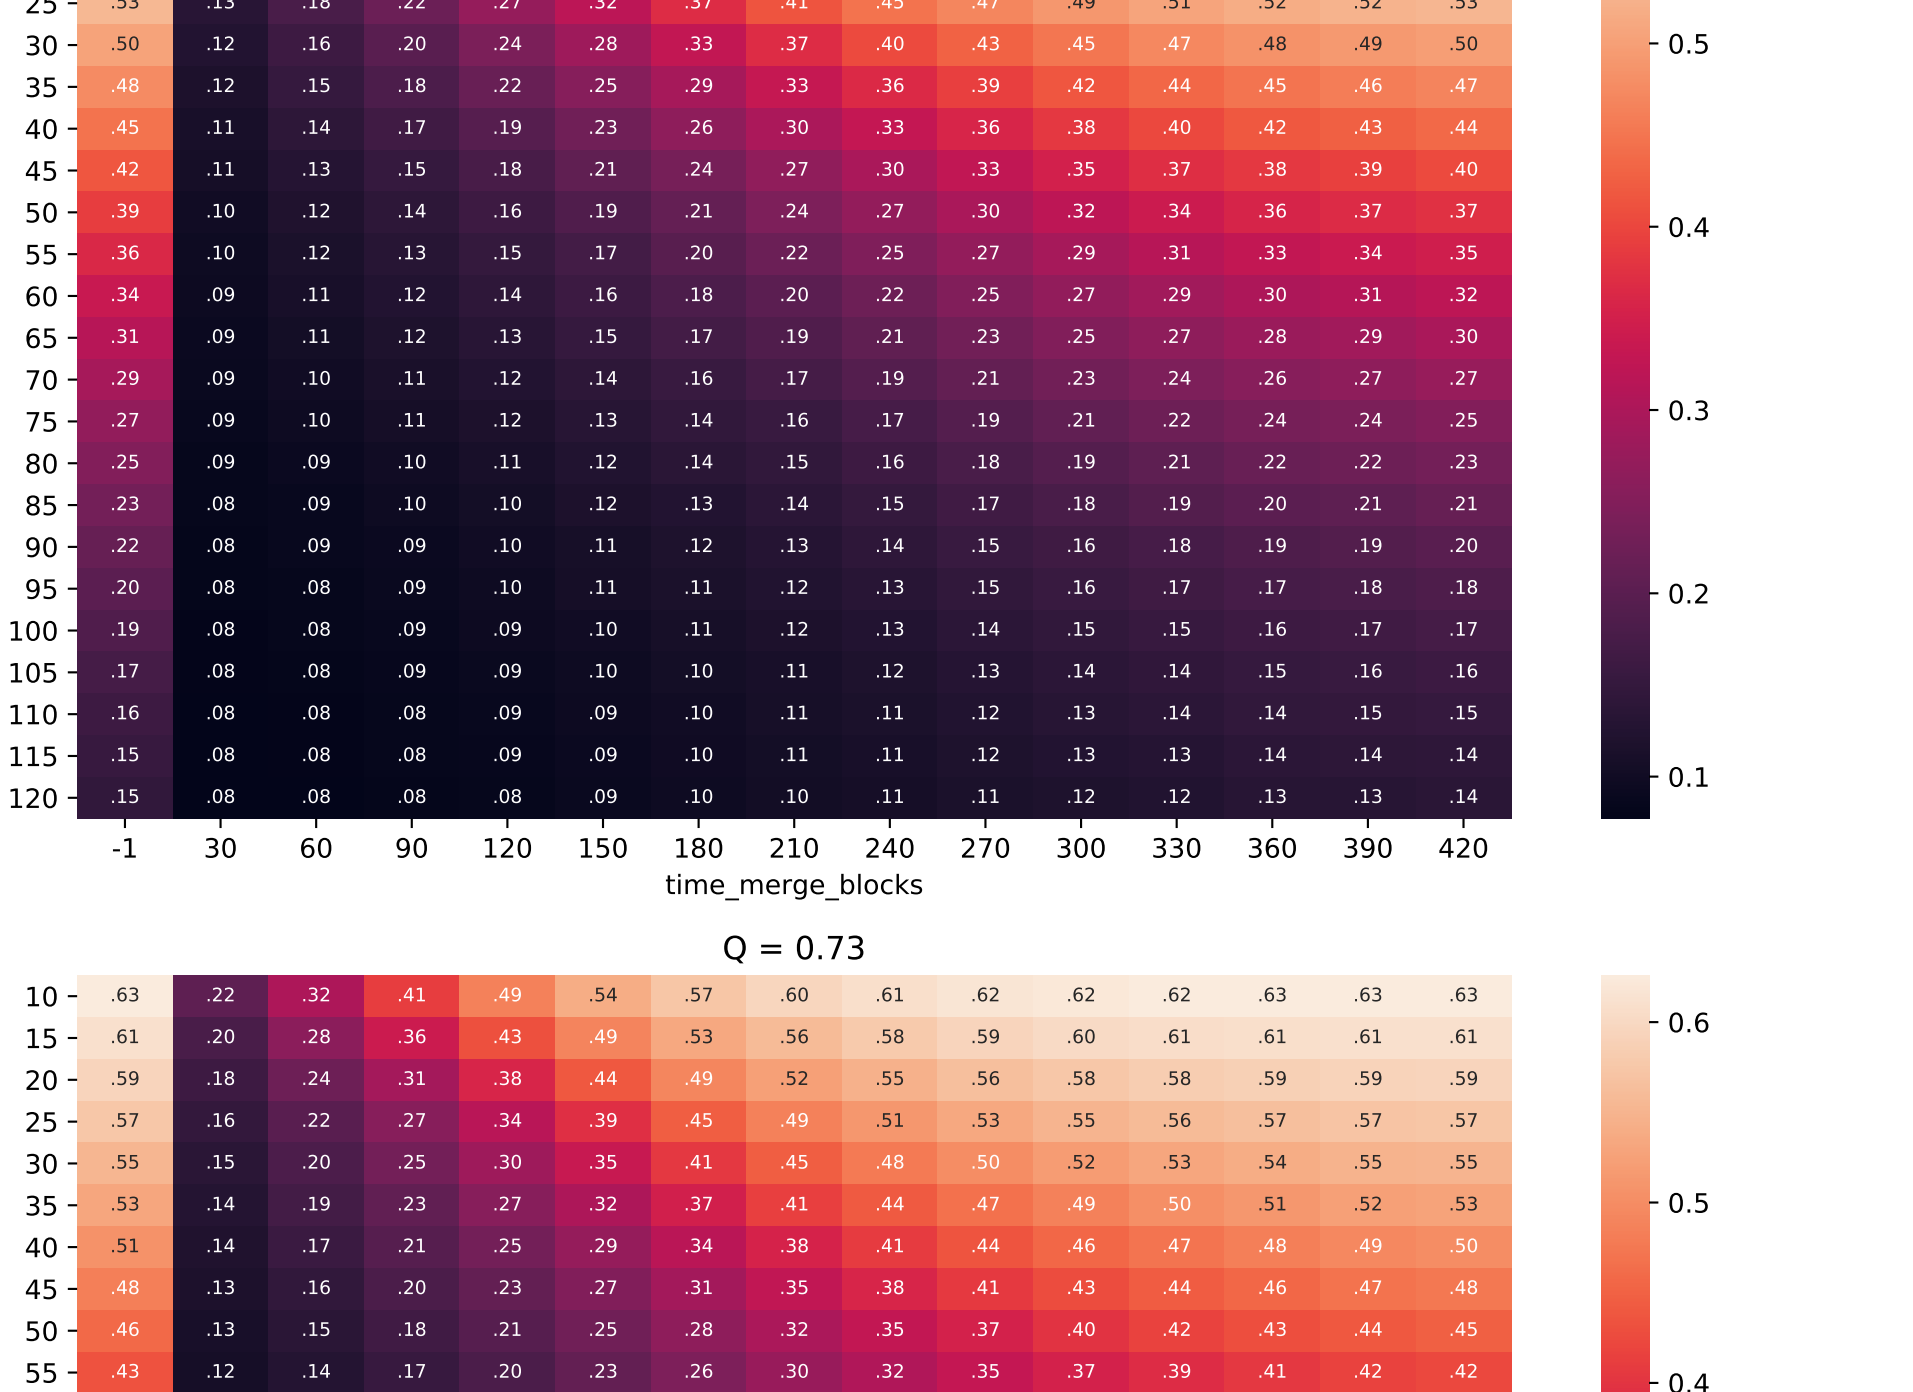 25 .53 .13 .18 .22 .27 .32 .37 .41 .45 .47 .49 .51 .52 .52 .53
30 .50 .12 .16 .20 .24 .28 .33 .37 .40 .43 .45 .47 .48 .49 .50 0.5
35 .48 .12 .15 .18 .22 .25 .29 .33 .36 .39 .42 .44 .45 .46 .47
40 .45 .11 .14 .17 .19 .23 .26 .30 .33 .36 .38 .40 .42 .43 .44
45 .42 .11 .13 .15 .18 .21 .24 .27 .30 .33 .35 .37 .38 .39 .40
50 .39 .10 .12 .14 .16 .19 .21 .24 .27 .30 .32 .34 .36 .37 .37 0.4
55 .36 .10 .12 .13 .15 .17 .20 .22 .25 .27 .29 .31 .33 .34 .35
60 .34 .09 .11 .12 .14 .16 .18 .20 .22 .25 .27 .29 .30 .31 .32
65 .31 .09 .11 .12 .13 .15 .17 .19 .21 .23 .25 .27 .28 .29 .30
70 .29 .09 .10 .11 .12 .14 .16 .17 .19 .21 .23 .24 .26 .27 .27
75 .27 .09 .10 .11 .12 .13 .14 .16 .17 .19 .21 .22 .24 .24 .25 0.3
80 .25 .09 .09 .10 .11 .12 .14 .15 .16 .18 .19 .21 .22 .22 .23
85 .23 .08 .09 .10 .10 .12 .13 .14 .15 .17 .18 .19 .20 .21 .21
90 .22 .08 .09 .09 .10 .11 .12 .13 .14 .15 .16 .18 .19 .19 .20
95 .20 .08 .08 .09 .10 .11 .11 .12 .13 .15 .16 .17 .17 .18 .18 0.2
100 .19 .08 .08 .09 .09 .10 .11 .12 .13 .14 .15 .15 .16 .17 .17
105 .17 .08 .08 .09 .09 .10 .10 .11 .12 .13 .14 .14 .15 .16 .16
110 .16 .08 .08 .08 .09 .09 .10 .11 .11 .12 .13 .14 .14 .15 .15
115 .15 .08 .08 .08 .09 .09 .10 .11 .11 .12 .13 .13 .14 .14 .14
120 .15 .08 .08 .08 .08 .09 .10 .10 .11 .11 .12 .12 .13 .13 .14 0.1
-1 30 60 90 120 150 180 210 240 270 300 330 360 390 420
time_merge_blocks
Q = 0.73
10 .63 .22 .32 .41 .49 .54 .57 .60 .61 .62 .62 .62 .63 .63 .63
15 .61 .20 .28 .36 .43 .49 .53 .56 .58 .59 .60 .61 .61 .61 .61 0.6
20 .59 .18 .24 .31 .38 .44 .49 .52 .55 .56 .58 .58 .59 .59 .59
25 .57 .16 .22 .27 .34 .39 .45 .49 .51 .53 .55 .56 .57 .57 .57
30 .55 .15 .20 .25 .30 .35 .41 .45 .48 .50 .52 .53 .54 .55 .55
35 .53 .14 .19 .23 .27 .32 .37 .41 .44 .47 .49 .50 .51 .52 .53 0.5
40 .51 .14 .17 .21 .25 .29 .34 .38 .41 .44 .46 .47 .48 .49 .50
45 .48 .13 .16 .20 .23 .27 .31 .35 .38 .41 .43 .44 .46 .47 .48
50 .46 .13 .15 .18 .21 .25 .28 .32 .35 .37 .40 .42 .43 .44 .45
55 .43 .12 .14 .17 .20 .23 .26 .30 .32 .35 .37 .39 .41 .42 .42 0.4